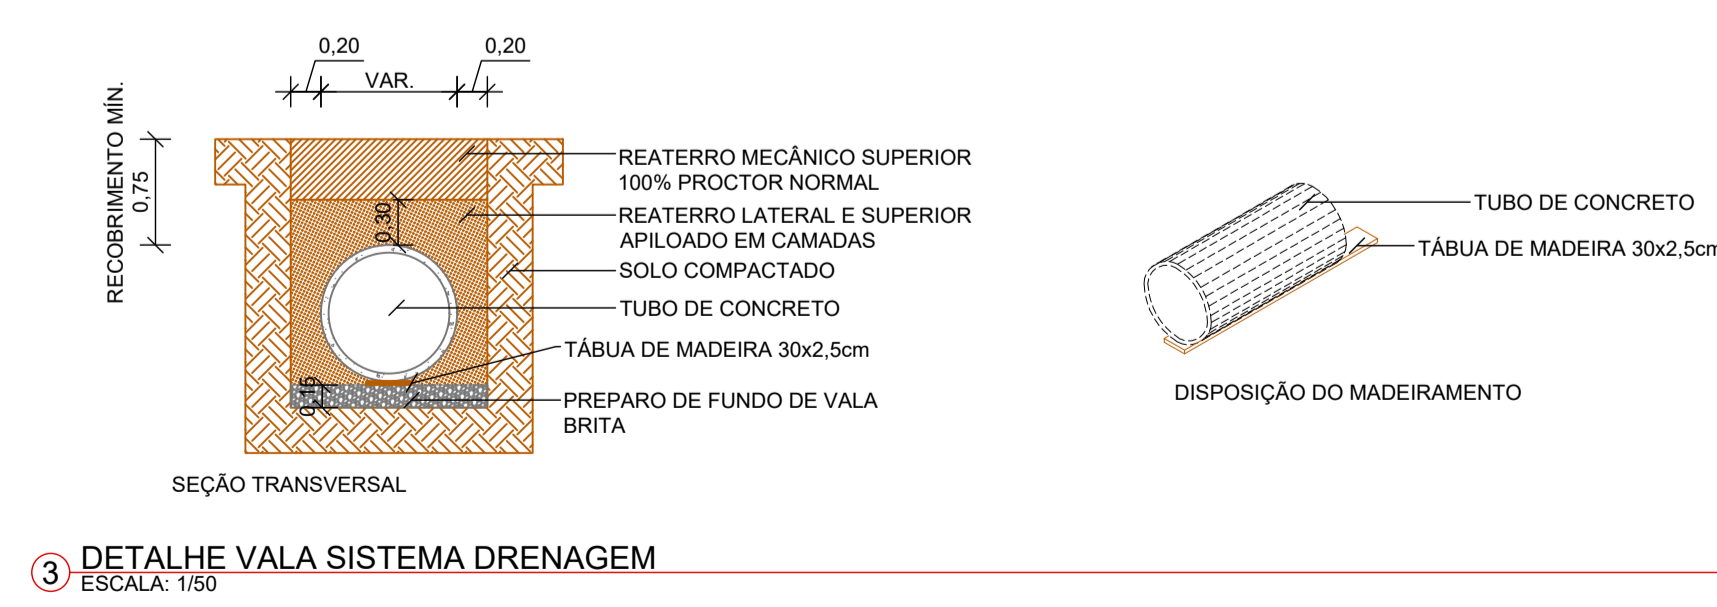 0,20
0,20
VAR.
RECOBRIMENTO MÍN.
0,75
0,30
0,15
REATERRO MECÂNICO SUPERIOR
100% PROCTOR NORMAL
REATERRO LATERAL E SUPERIOR
APILOADO EM CAMADAS
SOLO COMPACTADO
TUBO DE CONCRETO
TÁBUA DE MADEIRA 30x2,5cm
PREPARO DE FUNDO DE VALA
BRITA
SEÇÃO TRANSVERSAL
TUBO DE CONCRETO
TÁBUA DE MADEIRA 30x2,5cm
DISPOSIÇÃO DO MADEIRAMENTO
3
DETALHE VALA SISTEMA DRENAGEM
ESCALA: 1/50